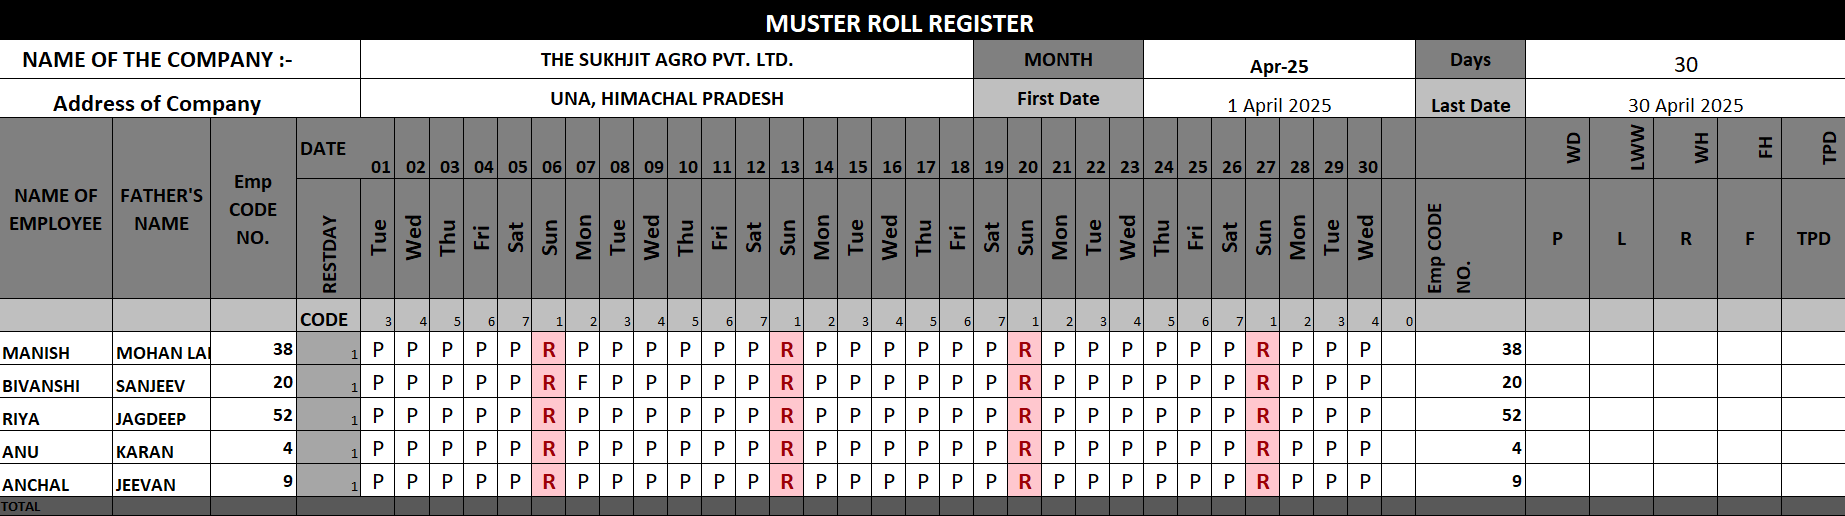 MUSTER ROLL REGISTER
NAME OF THE COMPANY :- THE SUKHJIT AGRO PVT. LTD. MONTH Apr-25 Days 30
Address of Company UNA, HIMACHAL PRADESH First Date 1 April 2025 Last Date 30 April 2025
NAME OF EMPLOYEE FATHER'S NAME Emp CODE NO. DATE 01 02 03 04 05 06 07 08 09 10 11 12 13 14 15 16 17 18 19 20 21 22 23 24 25 26 27 28 29 30 Emp CODE NO. WD LWW WH FH TPD
RESTDAY Tue Wed Thu Fri Sat Sun Mon Tue Wed Thu Fri Sat Sun Mon Tue Wed Thu Fri Sat Sun Mon Tue Wed Thu Fri Sat Sun Mon Tue Wed P L R F TPD
CODE 3 4 5 6 7 1 2 3 4 5 6 7 1 2 3 4 5 6 7 1 2 3 4 5 6 7 1 2 3 4 0
MANISH MOHAN LAL 38 1 P P P P P R P P P P P P R P P P P P P R P P P P P P R P P P 38
BIVANSHI SANJEEV 20 1 P P P P P R F P P P P P R P P P P P P R P P P P P P R P P P 20
RIYA JAGDEEP 52 1 P P P P P R P P P P P P R P P P P P P R P P P P P P R P P P 52
ANU KARAN 4 1 P P P P P R P P P P P P R P P P P P P R P P P P P P R P P P 4
ANCHAL JEEVAN 9 1 P P P P P R P P P P P P R P P P P P P R P P P P P P R P P P 9
TOTAL